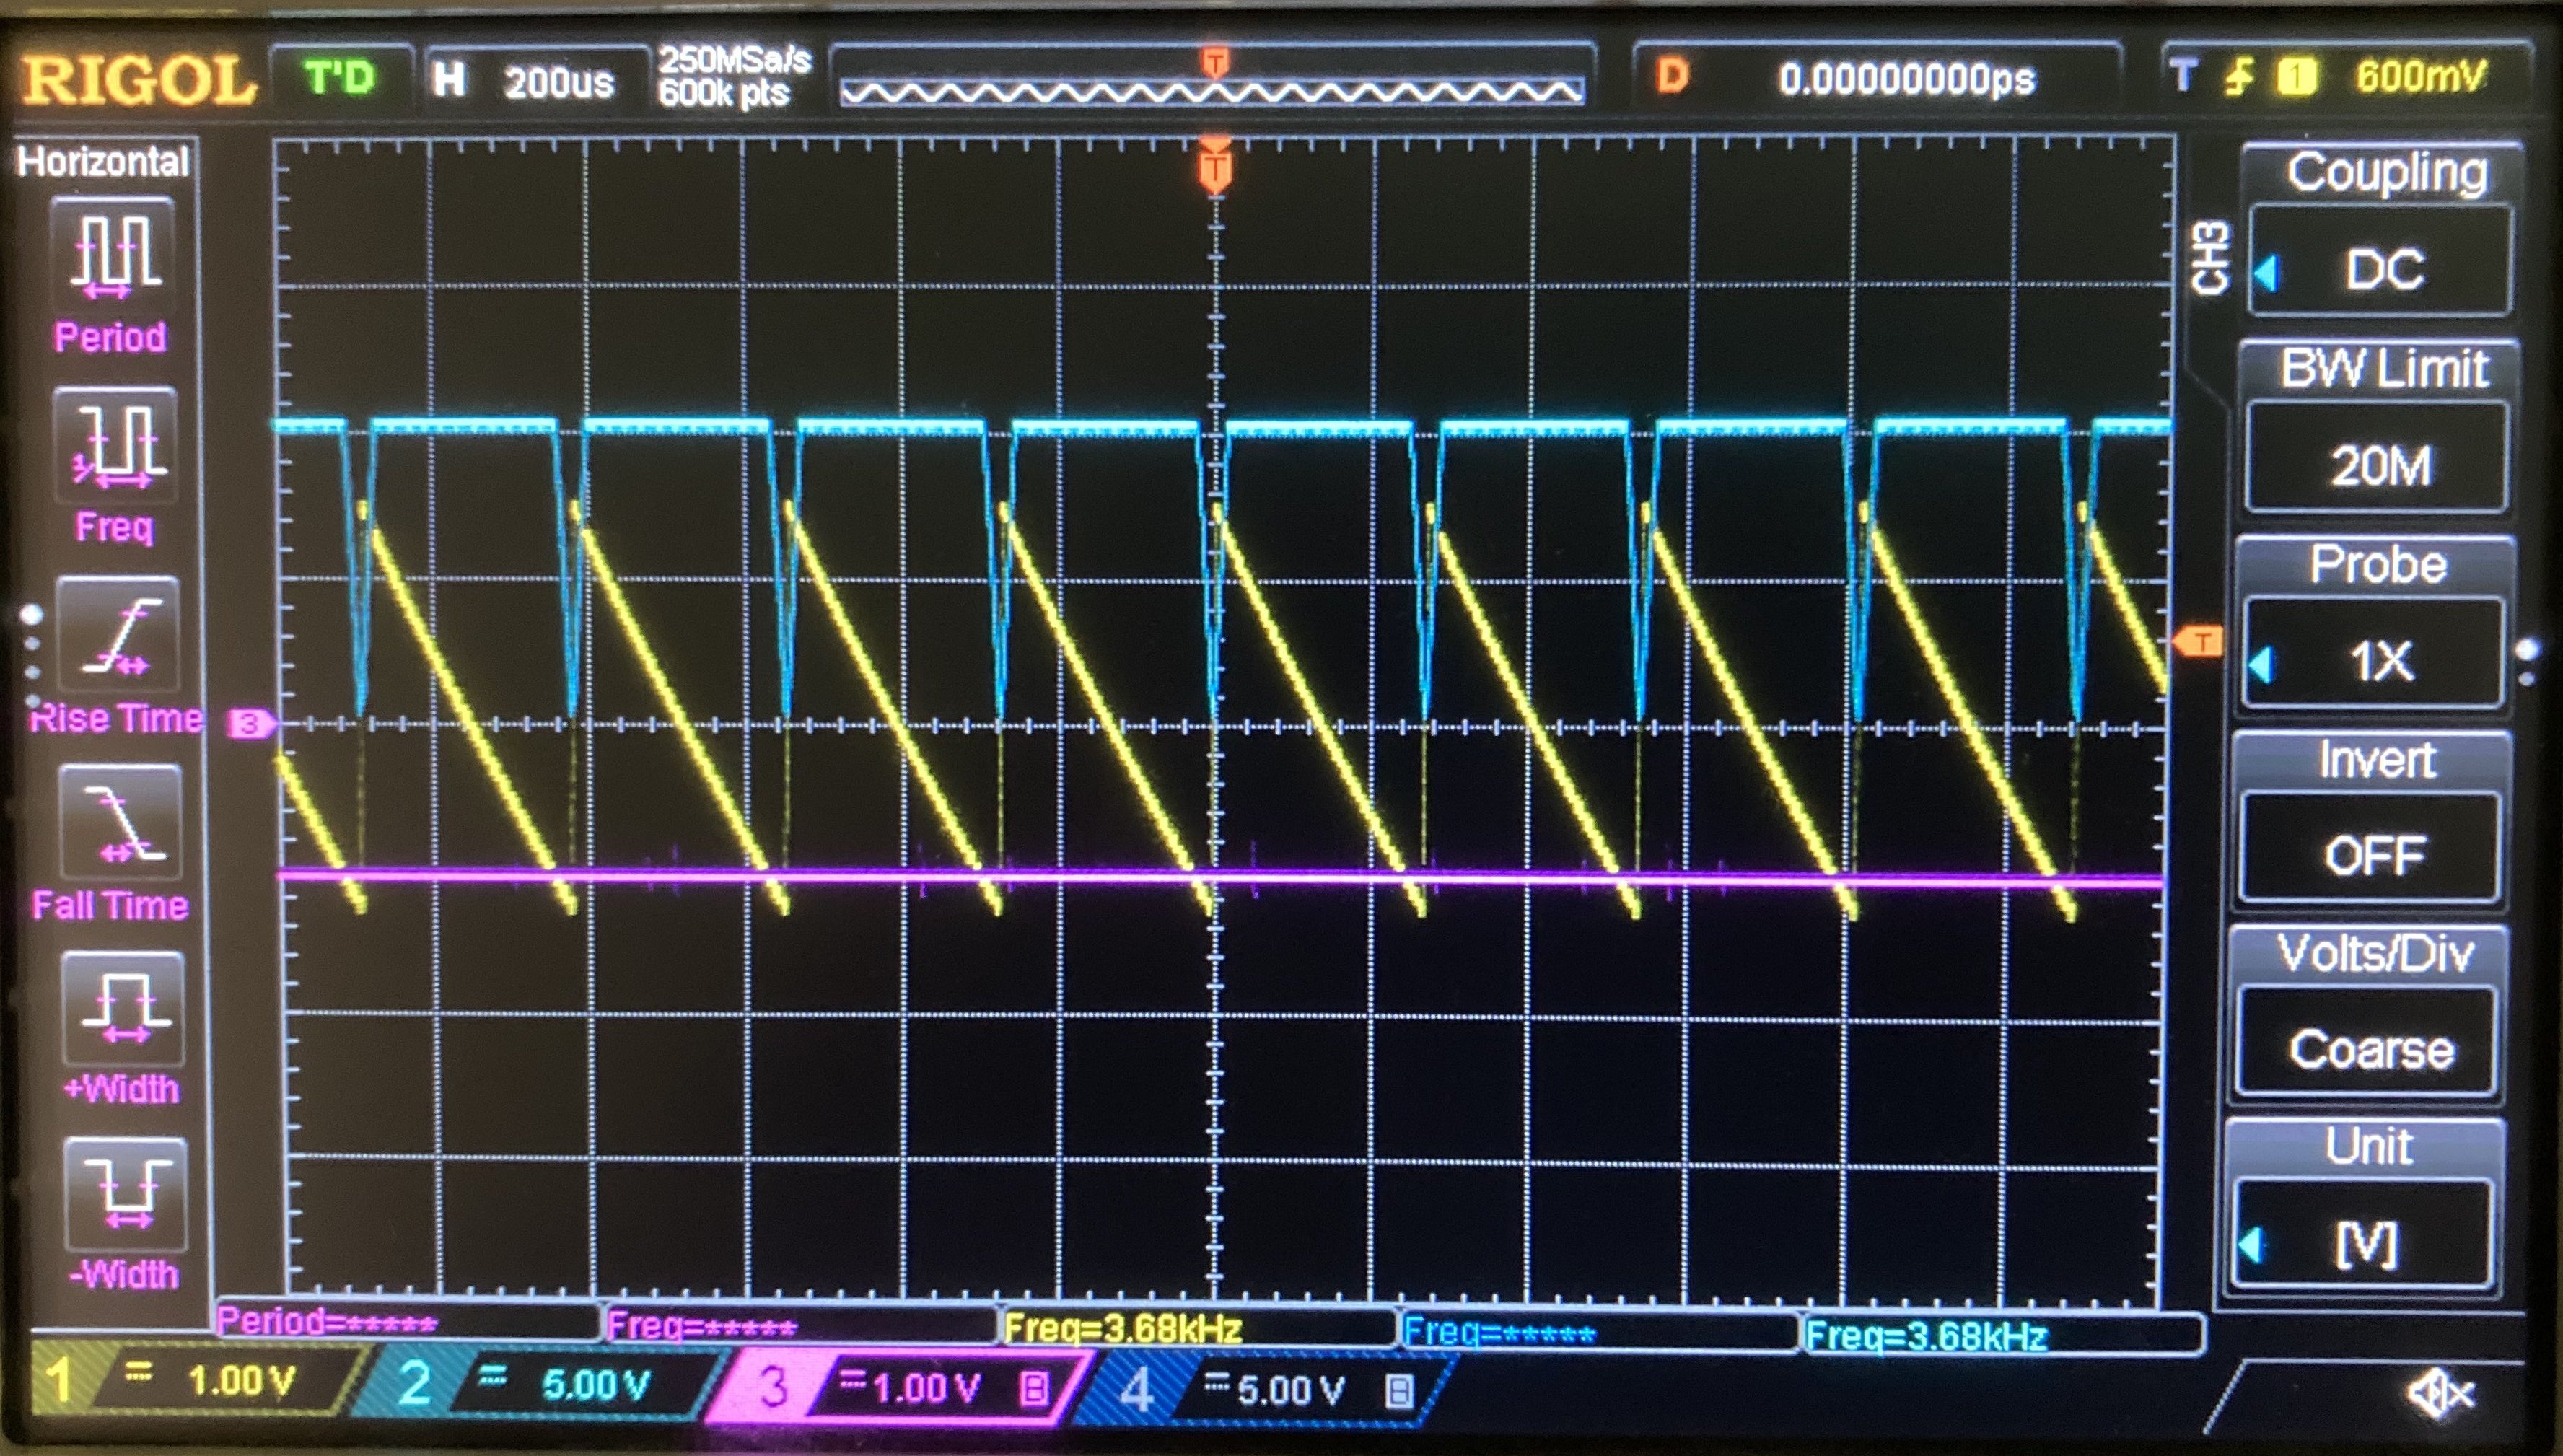 RIGOL T'D H 200us 250MSa/s 600k pts T D 0.00000000ps T 1 600mV
Horizontal
Period
Freq
Rise Time
Fall Time
+Width
-Width
T
3
T
CH3
Coupling
DC
BW Limit
20M
Probe
1X
Invert
OFF
Volts/Div
Coarse
Unit
[V]
Period=***** Freq=***** Freq=3.68kHz Freq=***** Freq=3.68kHz
1 1.00 V 2 5.00 V 3 1.00 V B 4 5.00 V B